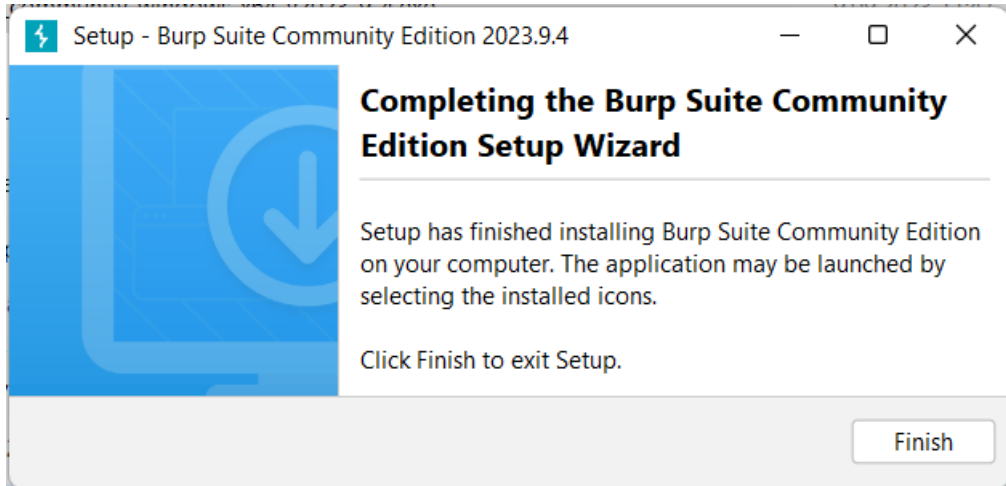 Setup - Burp Suite Community Edition 2023.9.4
Completing the Burp Suite Community
Edition Setup Wizard
Setup has finished installing Burp Suite Community Edition
on your computer. The application may be launched by
selecting the installed icons.
Click Finish to exit Setup.
Finish